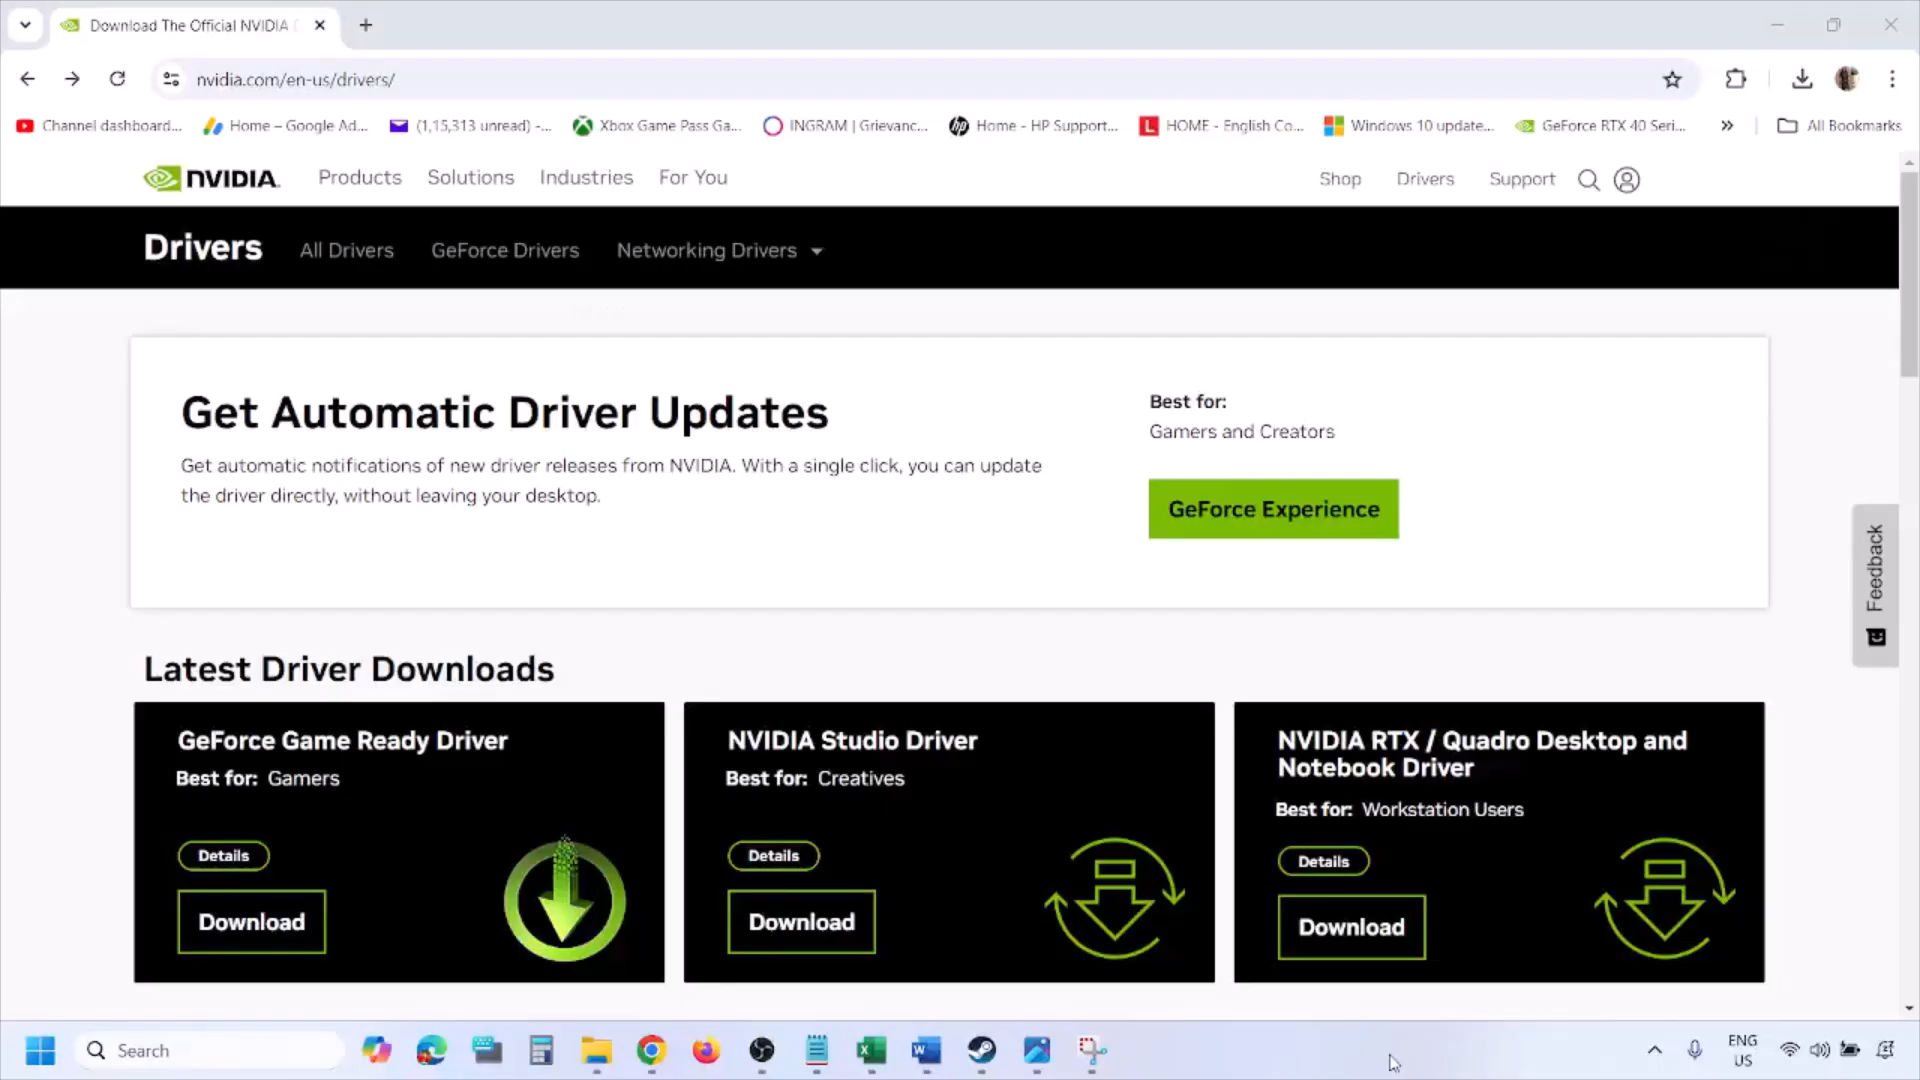 Download The Official NVIDIA
nvidia.com/en-us/drivers/
Channel dashboard...
Home – Google Ad...
(1,15,313 unread) -...
Xbox Game Pass Ga...
INGRAM | Grievanc...
Home - HP Support...
HOME - English Co...
Windows 10 update...
GeForce RTX 40 Seri...
All Bookmarks
NVIDIA.
Products
Solutions
Industries
For You
Shop
Drivers
Support
Drivers
All Drivers
GeForce Drivers
Networking Drivers
Get Automatic Driver Updates
Get automatic notifications of new driver releases from NVIDIA. With a single click, you can update
the driver directly, without leaving your desktop.
Best for:
Gamers and Creators
GeForce Experience
Feedback
Latest Driver Downloads
GeForce Game Ready Driver
Best for: Gamers
Details
Download
NVIDIA Studio Driver
Best for: Creatives
Details
Download
NVIDIA RTX / Quadro Desktop and
Notebook Driver
Best for: Workstation Users
Details
Download
Search
ENG
US